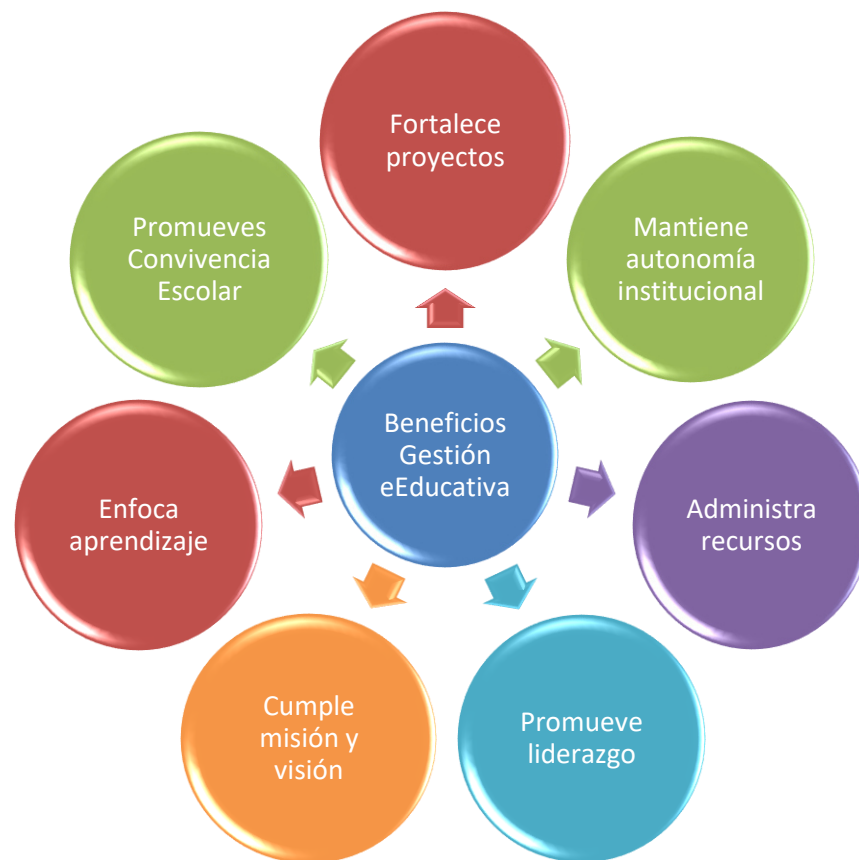 Fortalece
proyectos
Mantiene
autonomía
institucional
Administra
recursos
Promueve
liderazgo
Cumple
misión y
visión
Enfoca
aprendizaje
Promueves
Convivencia
Escolar
Beneficios
Gestión
eEducativa